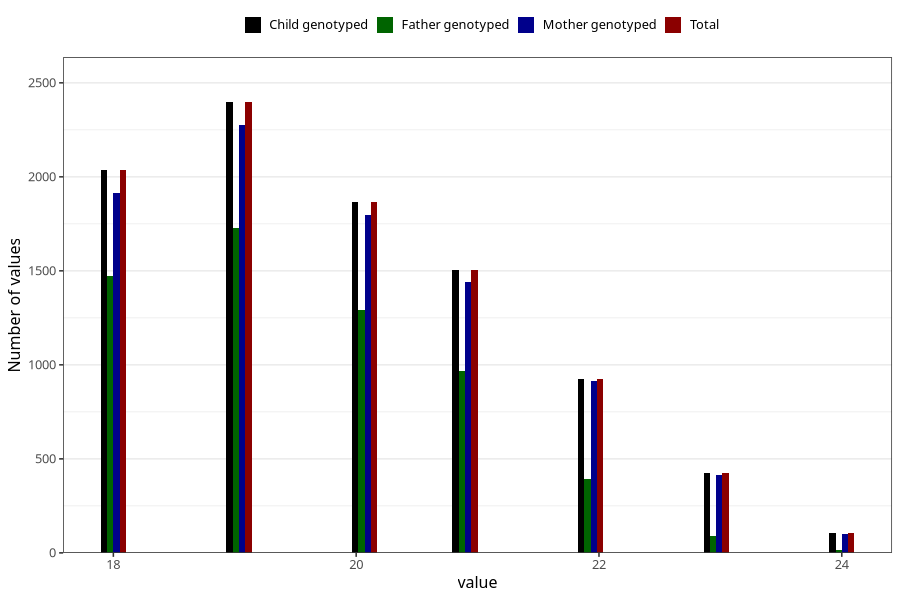 Child genotyped Father genotyped Mother genotyped Total
Number of values
2500
2000
1500
1000
500
0
18 20 22 24
value